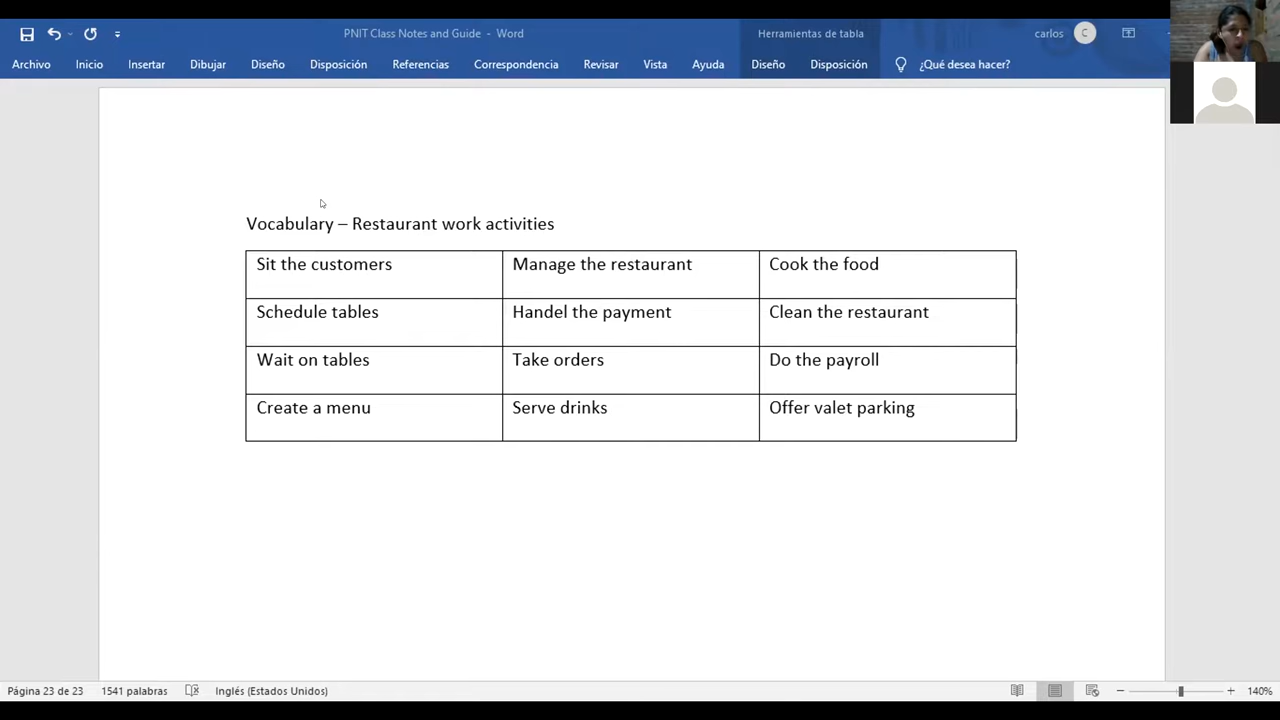 PNIT Class Notes and Guide - Word
Herramientas de tabla
carlos C
Archivo Inicio Insertar Dibujar Diseño Disposición Referencias Correspondencia Revisar Vista Ayuda Diseño Disposición ¿Qué desea hacer?
Vocabulary – Restaurant work activities
Sit the customers Manage the restaurant Cook the food
Schedule tables Handel the payment Clean the restaurant
Wait on tables Take orders Do the payroll
Create a menu Serve drinks Offer valet parking
Página 23 de 23 1541 palabras Inglés (Estados Unidos) 140%